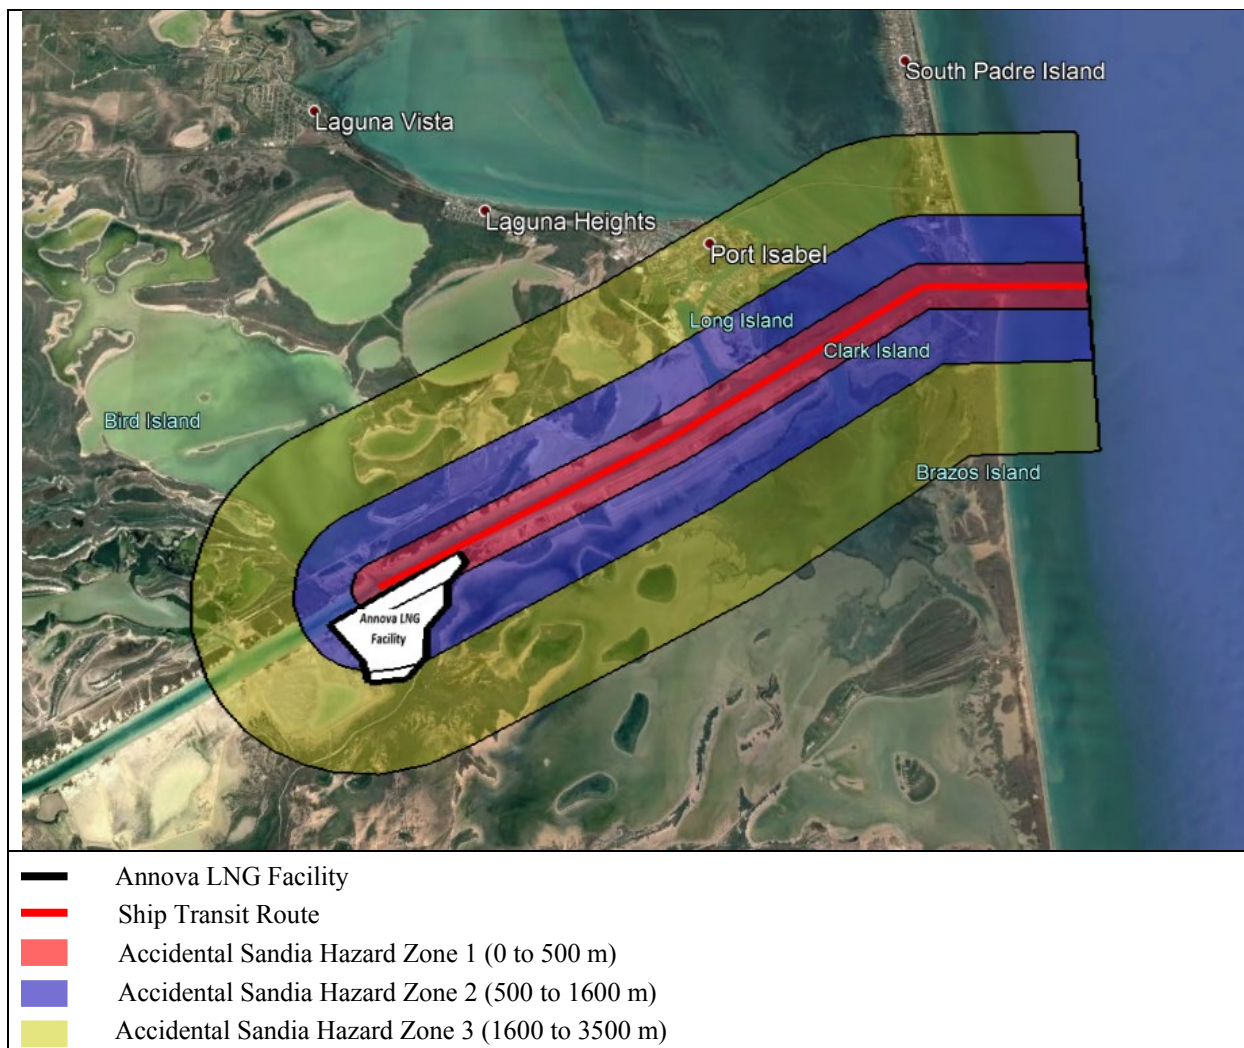 South Padre Island
Laguna Vista
Laguna Heights
Port Isabel
Long Island
Clark Island
Bird Island
Brazos Island
Annova LNG
Facility
Annova LNG Facility
Ship Transit Route
Accidental Sandia Hazard Zone 1 (0 to 500 m)
Accidental Sandia Hazard Zone 2 (500 to 1600 m)
Accidental Sandia Hazard Zone 3 (1600 to 3500 m)